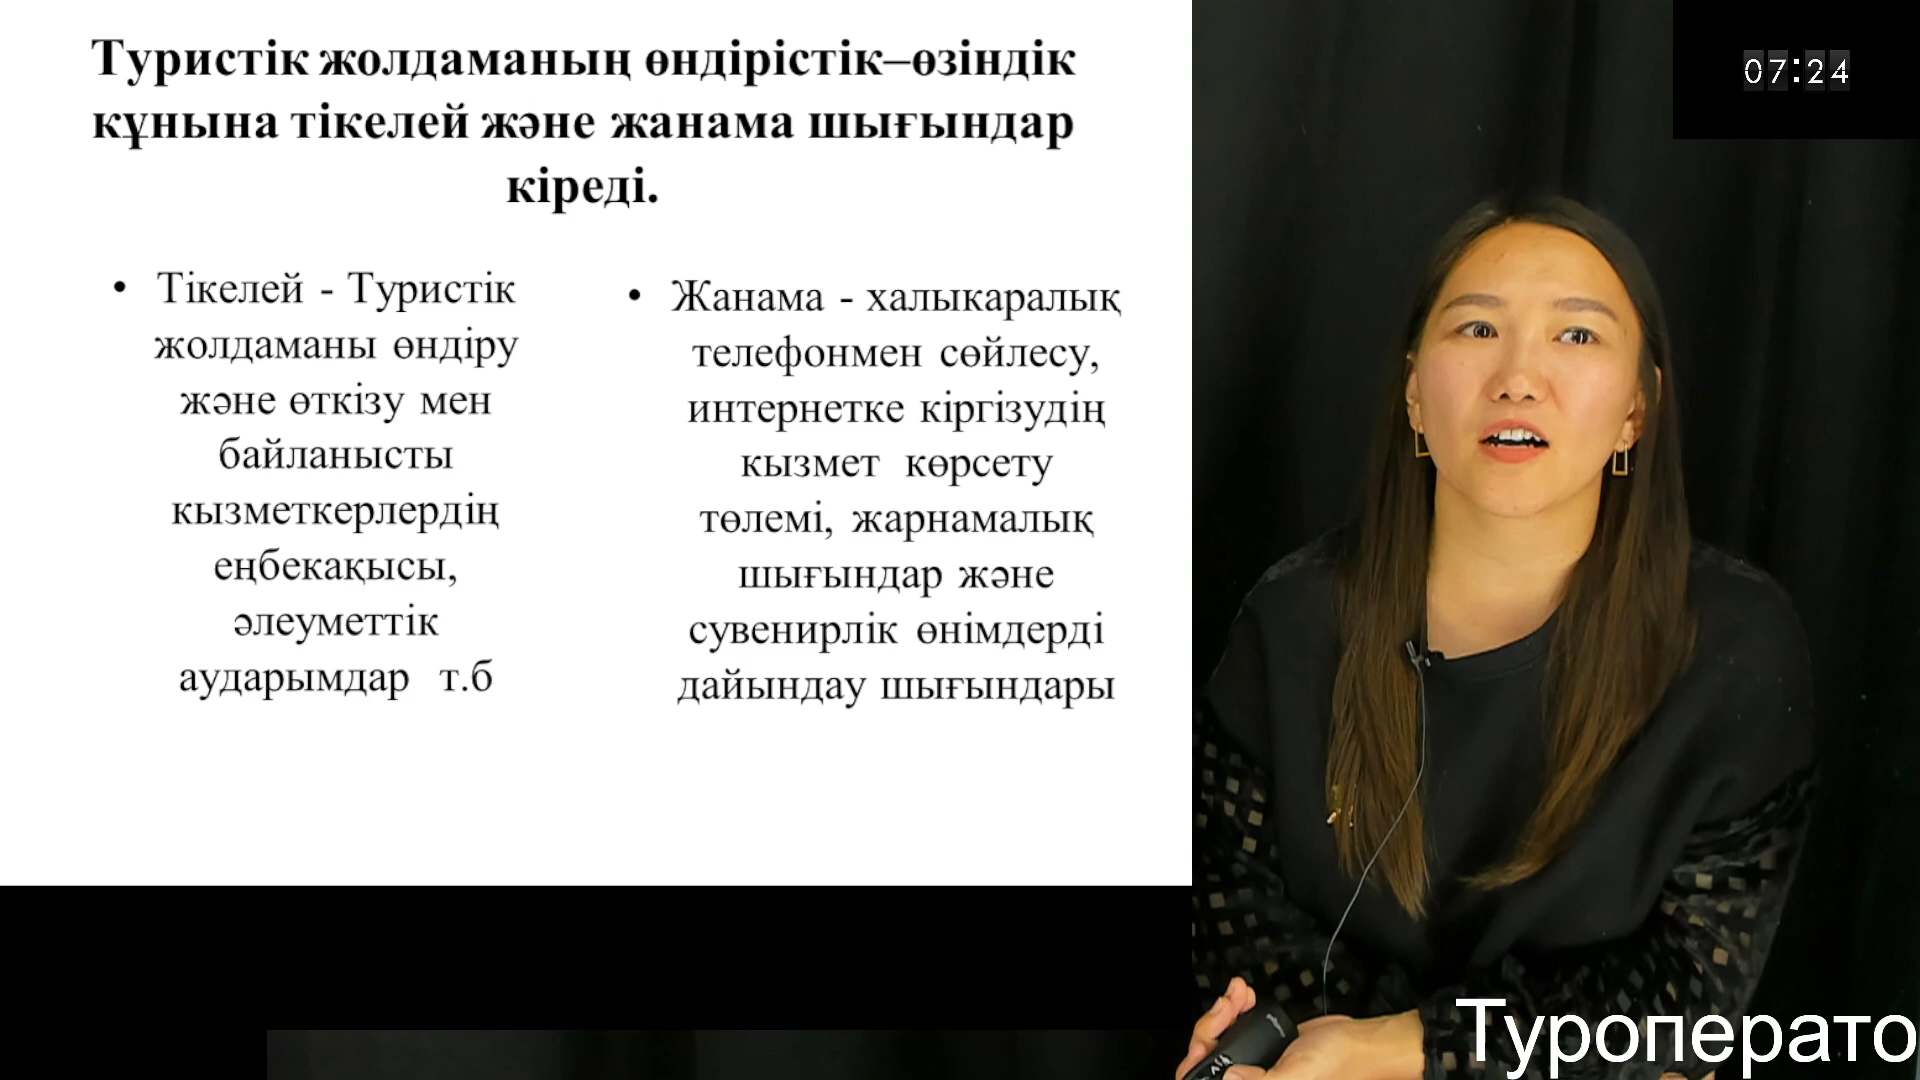 Туристік жолдаманың өндірістік–өзіндік
құнына тікелей және жанама шығындар
кіреді.
• Тікелей - Туристік
жолдаманы өндіру
және өткізу мен
байланысты
кызметкерлердің
еңбекақысы,
әлеуметтік
аударымдар т.б
• Жанама - халыкаралық
телефонмен сөйлесу,
интернетке кіргізудің
кызмет көрсету
төлемі, жарнамалық
шығындар және
сувенирлік өнімдерді
дайындау шығындары
07:24
Туроперато